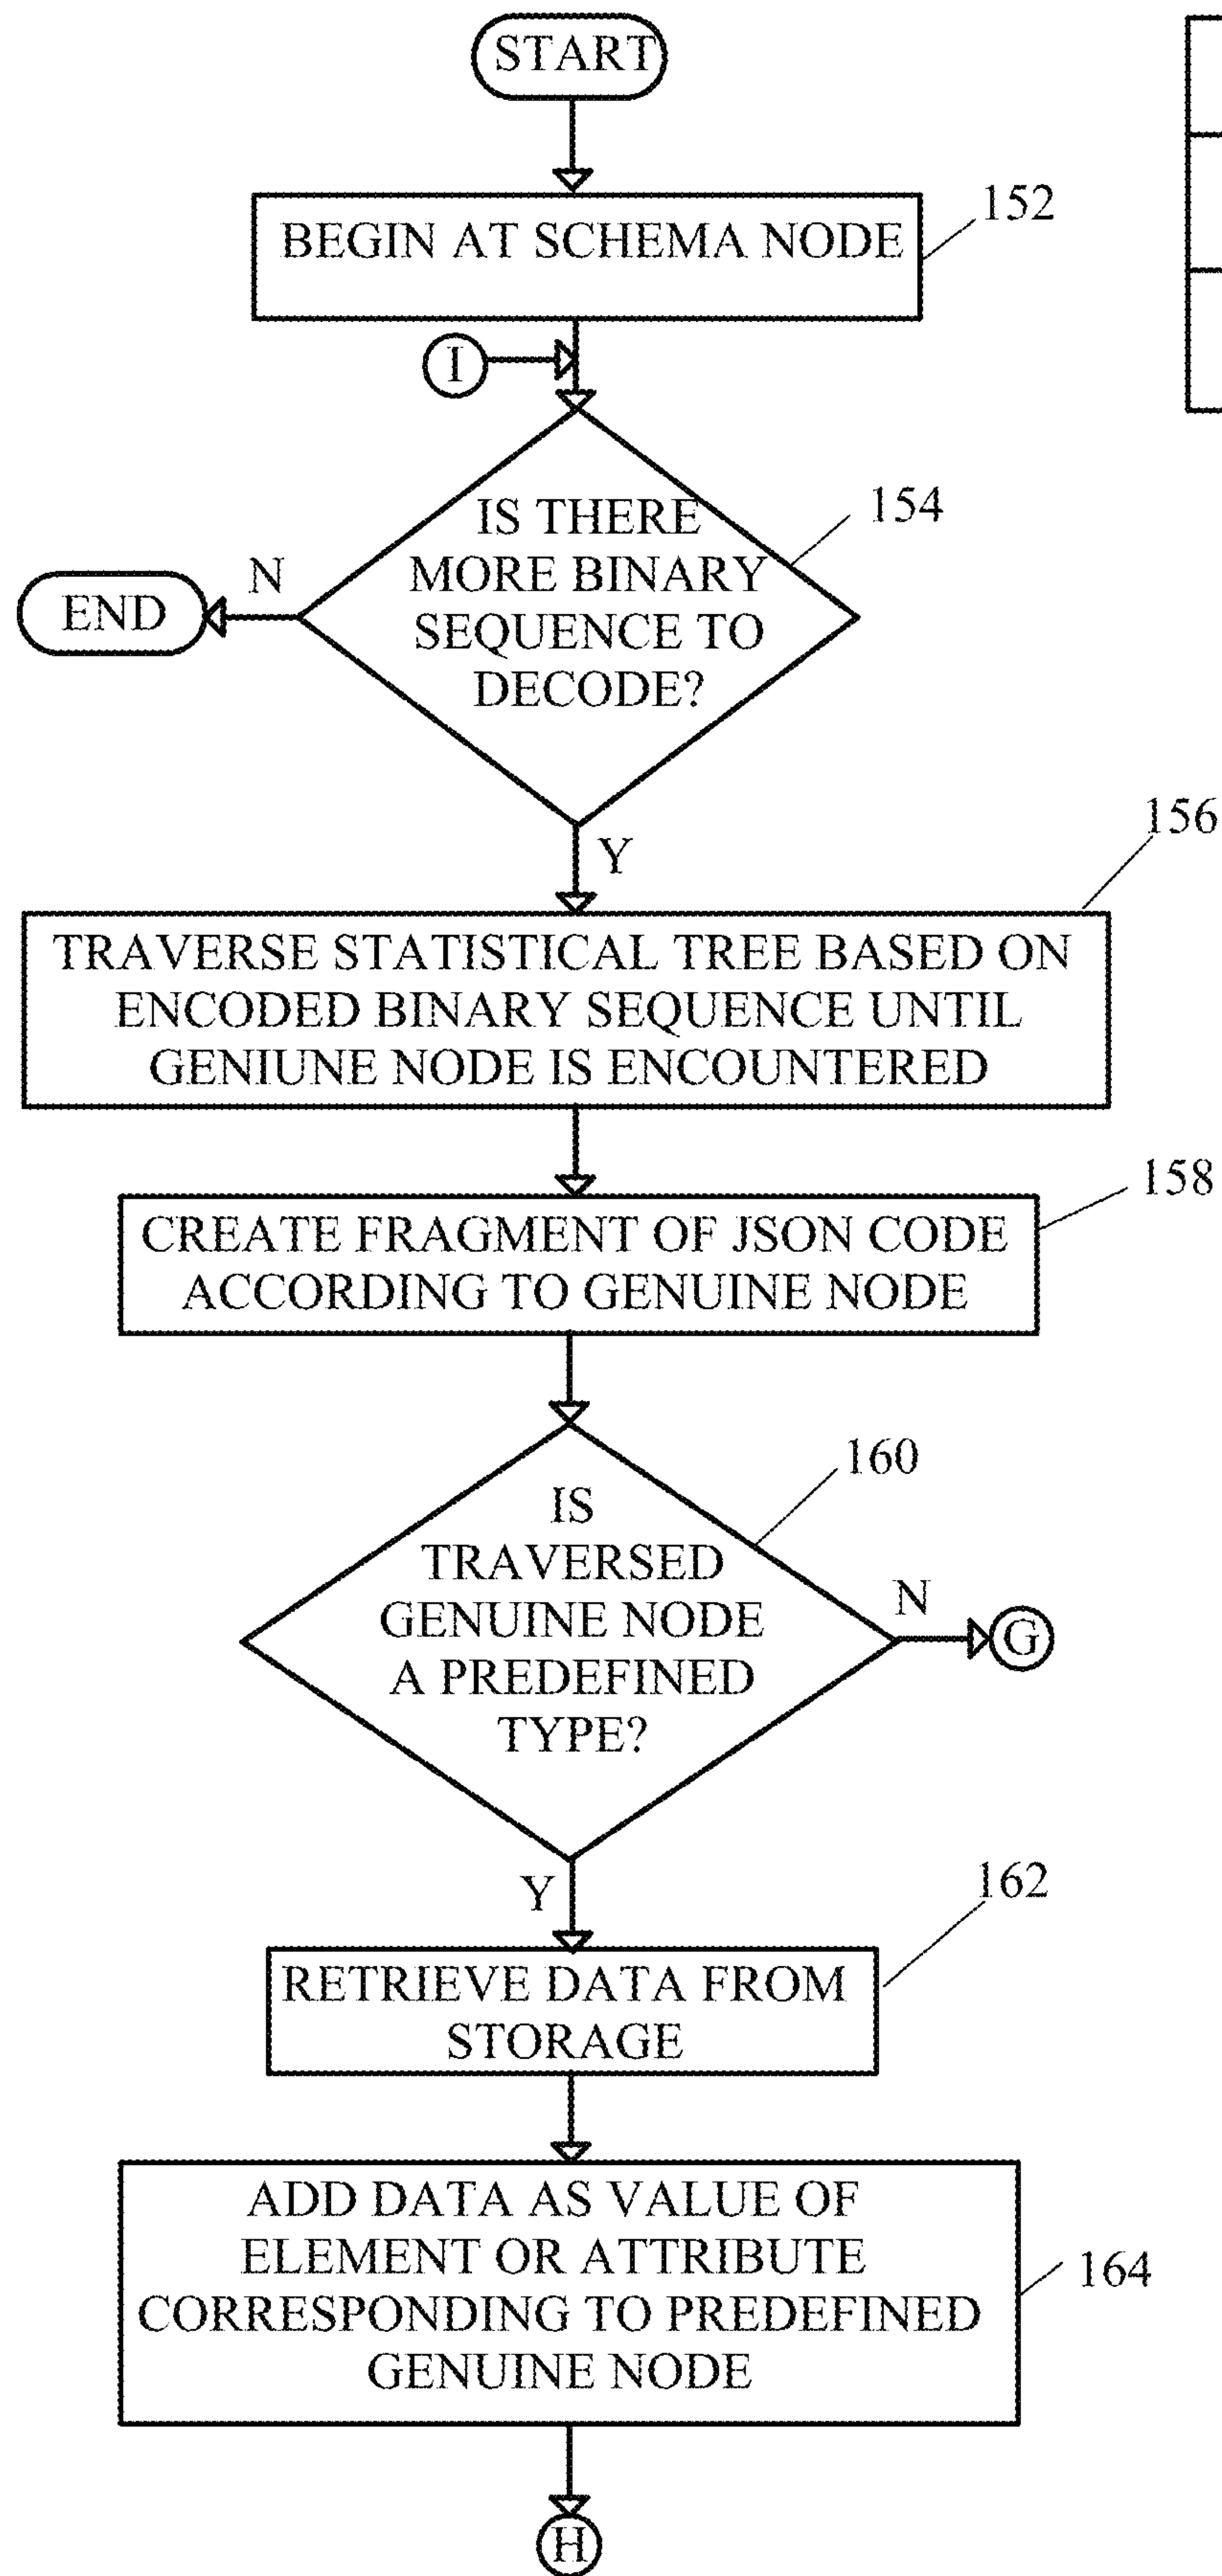 START
BEGIN AT SCHEMA NODE
152
I
IS THERE
MORE BINARY
SEQUENCE TO
DECODE?
154
N
END
Y
156
TRAVERSE STATISTICAL TREE BASED ON
ENCODED BINARY SEQUENCE UNTIL
GENIUNE NODE IS ENCOUNTERED
158
CREATE FRAGMENT OF JSON CODE
ACCORDING TO GENUINE NODE
160
IS
TRAVERSED
GENUINE NODE
A PREDEFINED
TYPE?
N
G
Y
162
RETRIEVE DATA FROM
STORAGE
ADD DATA AS VALUE OF
ELEMENT OR ATTRIBUTE
CORRESPONDING TO PREDEFINED
GENUINE NODE
164
H